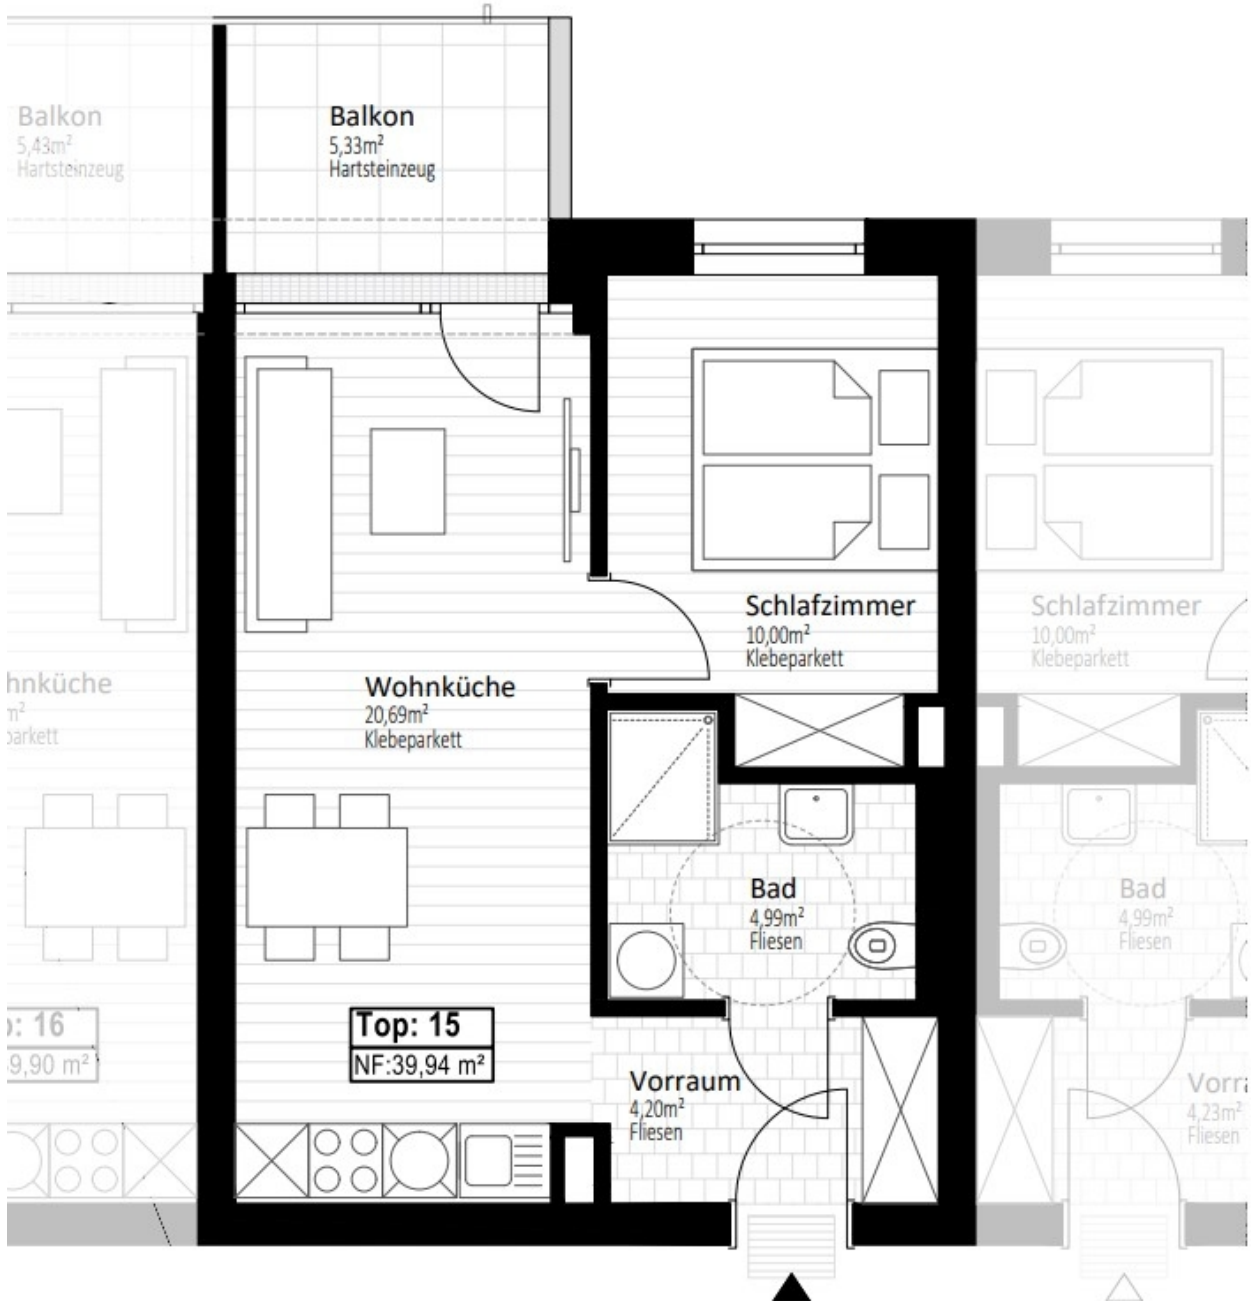 Balkon
5,43m²
Hartsteinzeug
Balkon
5,33m²
Hartsteinzeug
Schlafzimmer
10,00m²
Klebeparkett
Schlafzimmer
10,00m²
Klebeparkett
hnküche
m²
parkett
Wohnküche
20,69m²
Klebeparkett
Bad
4,99m²
Fliesen
Bad
4,99m²
Fliesen
: 16
9,90 m²
Top: 15
NF:39,94 m²
Vorraum
4,20m²
Fliesen
Vorra
4,23m²
Fliesen